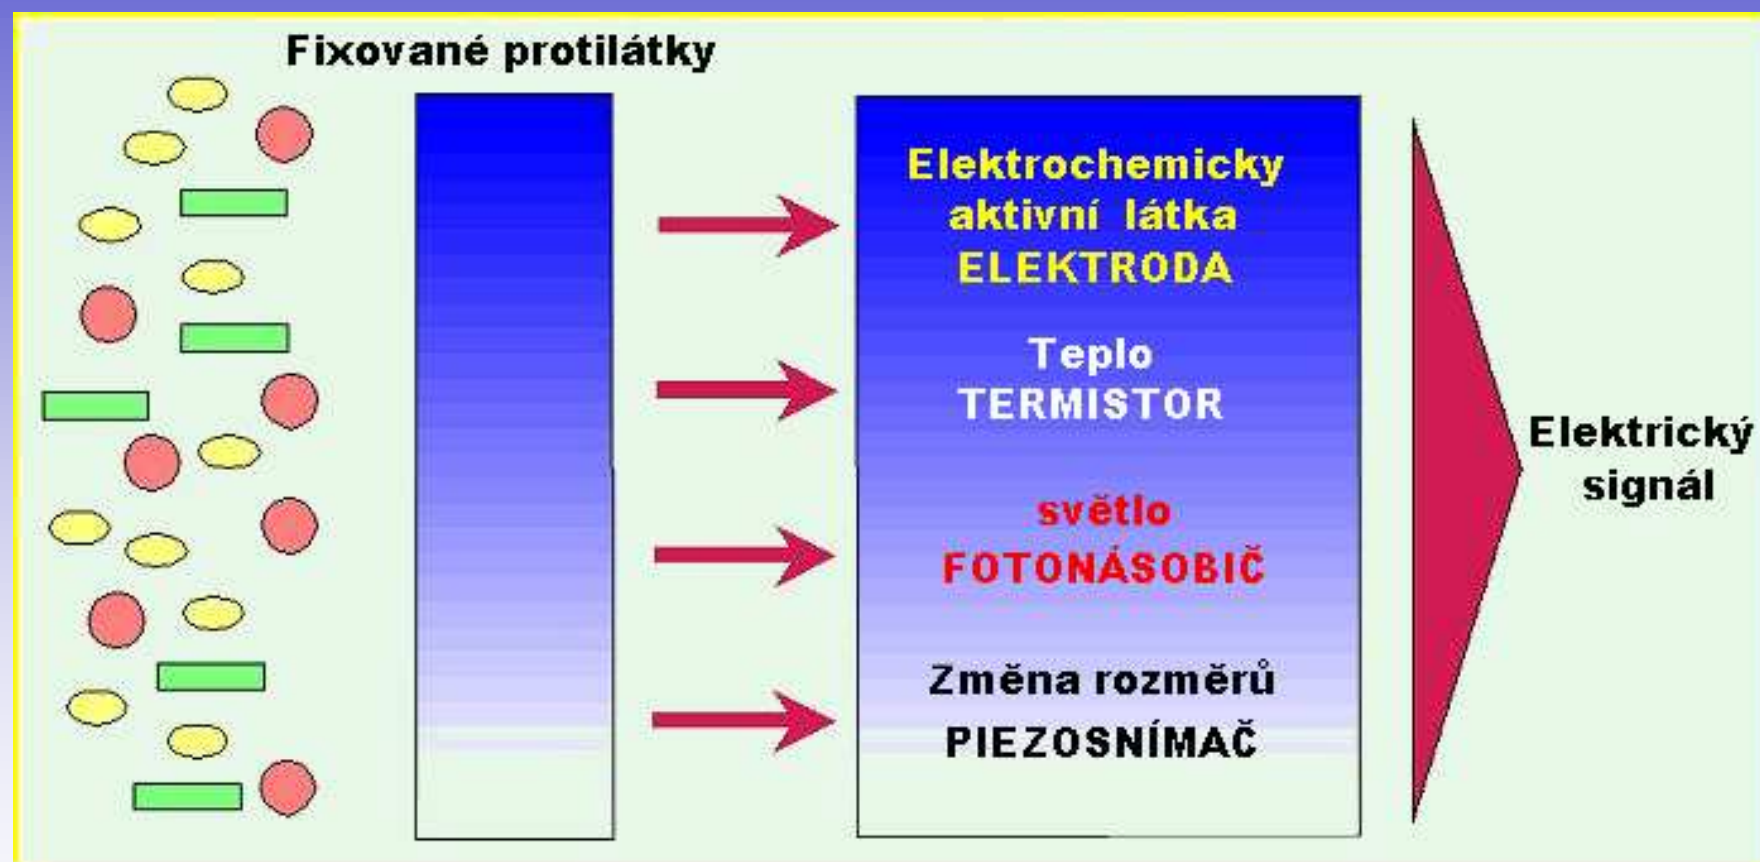 Fixované protilátky
Elektrochemicky
aktivní látka
ELEKTRODA
Teplo
TERMISTOR
světlo
FOTONÁSOBIČ
Změna rozměrů
PIEZOSNÍMAČ
Elektrický
signál